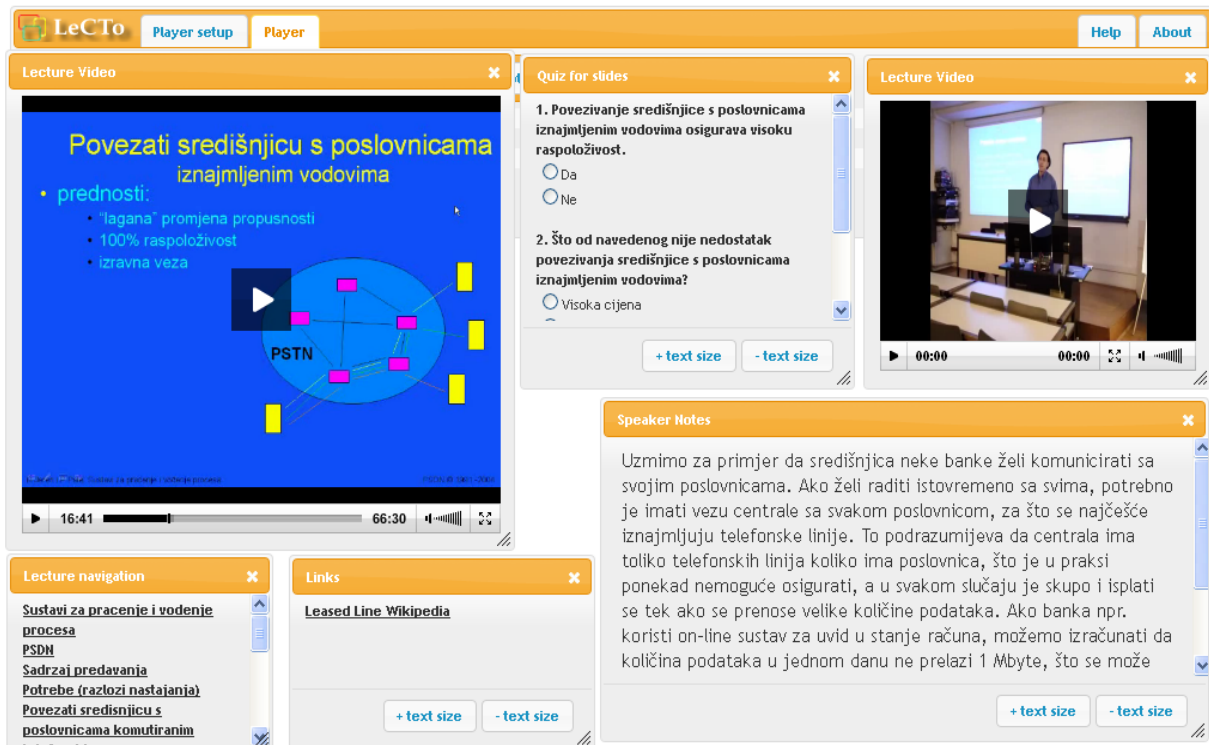 LeCTo
Player setup
Player
Help
About
Lecture Video
Povezati središnjicu s poslovnicama
iznajmljenim vodovima
• prednosti:
• "lagana" promjena propusnosti
• 100% raspoloživost
• izravna veza
PSTN
16:41
66:30
Quiz for slides
1. Povezivanje središnjice s poslovnicama
iznajmljenim vodovima osigurava visoku
raspoloživost.
Da
Ne
2. Što od navedenog nije nedostatak
povezivanja središnjice s poslovnicama
iznajmljenim vodovima?
Visoka cijena
+ text size
- text size
Lecture Video
00:00
00:00
Speaker Notes
Uzmimo za primjer da središnjica neke banke želi komunicirati sa
svojim poslovnicama. Ako želi raditi istovremeno sa svima, potrebno
je imati vezu centrale sa svakom poslovnicom, za što se najčešće
iznajmljuju telefonske linije. To podrazumijeva da centrala ima
toliko telefonskih linija koliko ima poslovnica, što je u praksi
ponekad nemoguće osigurati, a u svakom slučaju je skupo i isplati
se tek ako se prenose velike količine podataka. Ako banka npr.
koristi on-line sustav za uvid u stanje računa, možemo izračunati da
količina podataka u jednom danu ne prelazi 1 Mbyte, što se može
+ text size
- text size
Lecture navigation
Sustavi za pracenje i vodenje
procesa
PSDN
Sadrzaj predavanja
Potrebe (razlozi nastajanja)
Povezati sredisnjicu s
poslovnicama komutiranim
Links
Leased Line Wikipedia
+ text size
- text size